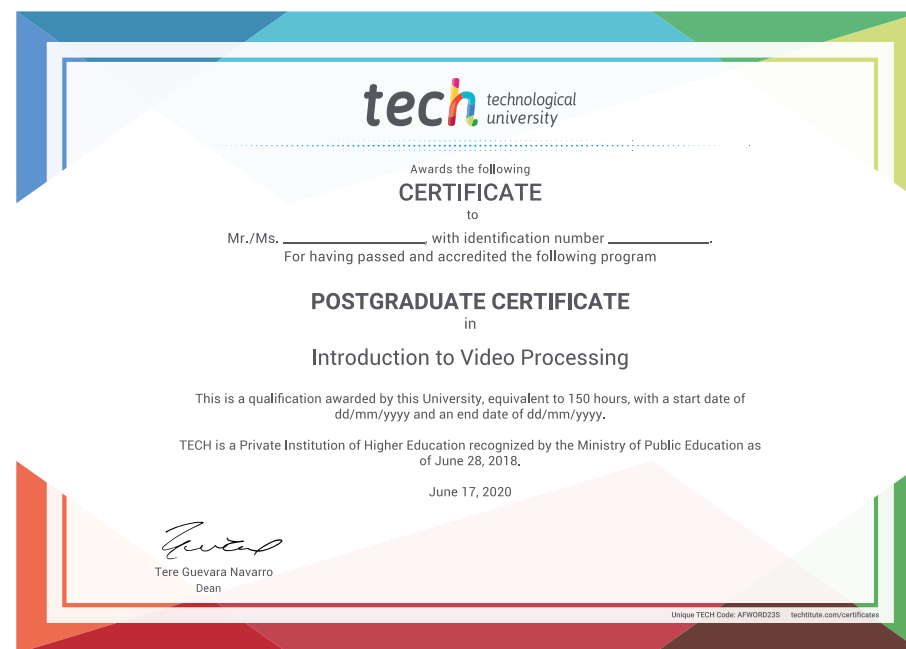 tech technological
university
Awards the following
CERTIFICATE
to
Mr./Ms. ____________, with identification number _________.
For having passed and accredited the following program
POSTGRADUATE CERTIFICATE
in
Introduction to Video Processing
This is a qualification awarded by this University, equivalent to 150 hours, with a start date of
dd/mm/yyyy and an end date of dd/mm/yyyy.
TECH is a Private Institution of Higher Education recognized by the Ministry of Public Education as
of June 28, 2018.
June 17, 2020
Tere Guevara Navarro
Dean
Unique TECH Code: AFWORD23S techtitute.com/certificates